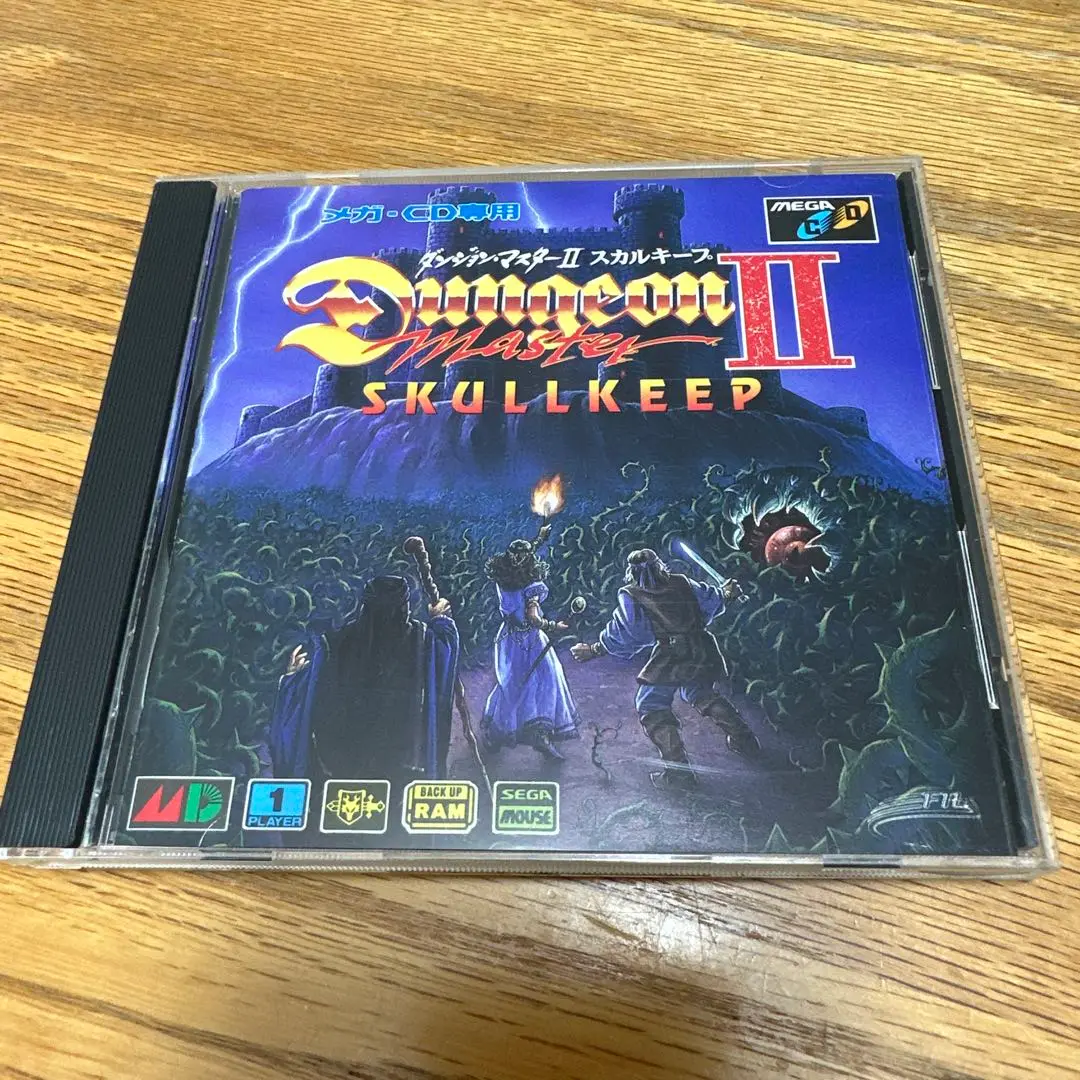 メガ-CD専用
MEGA
CD
ダンジョン・マスターII スカルキープ
Dungeon
Master
II
SKULLKEEP
MD
1
PLAYER
BACK UP
RAM
SEGA
MOUSE
FTL